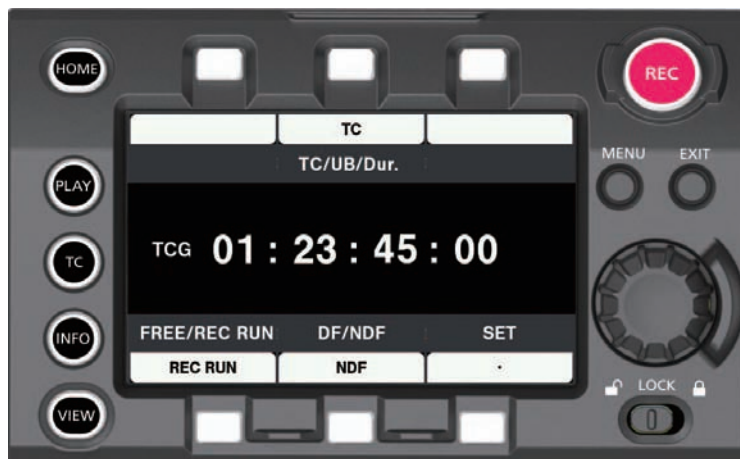 HOME
REC
TC
TC/UB/Dur.
MENU EXIT
PLAY
TCG 01 : 23 : 45 : 00
TC
INFO
FREE/REC RUN DF/NDF SET
REC RUN NDF
LOCK
VIEW